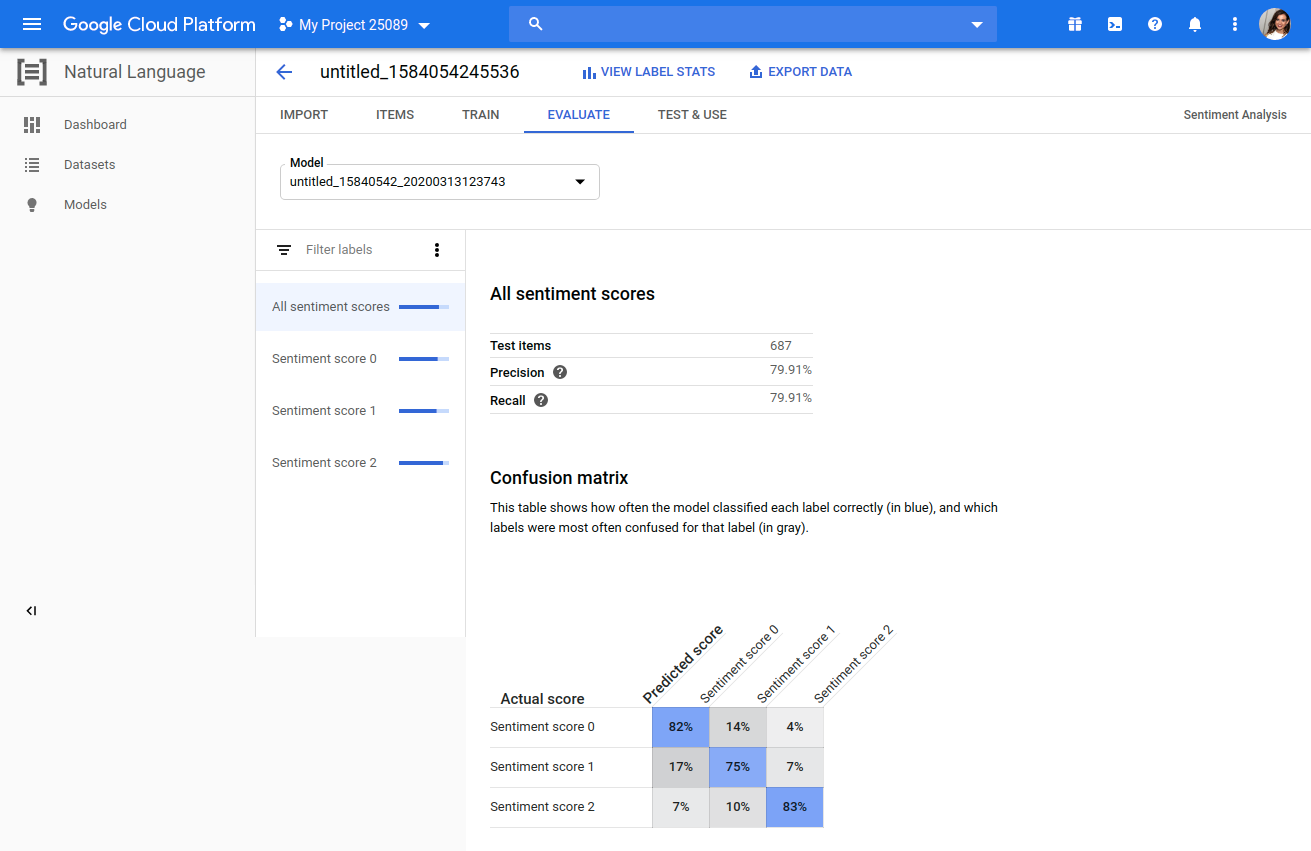 Google Cloud Platform
My Project 25089
Natural Language
untitled_1584054245536
VIEW LABEL STATS
EXPORT DATA
Dashboard
Datasets
Models
IMPORT
ITEMS
TRAIN
EVALUATE
TEST & USE
Sentiment Analysis
Model
untitled_15840542_20200313123743
Filter labels
All sentiment scores
Sentiment score 0
Sentiment score 1
Sentiment score 2
All sentiment scores
Test items 687
Precision 79.91%
Recall 79.91%
Confusion matrix
This table shows how often the model classified each label correctly (in blue), and which
labels were most often confused for that label (in gray).
Predicted score
Sentiment score 0
Sentiment score 1
Sentiment score 2
Actual score
Sentiment score 0 82% 14% 4%
Sentiment score 1 17% 75% 7%
Sentiment score 2 7% 10% 83%